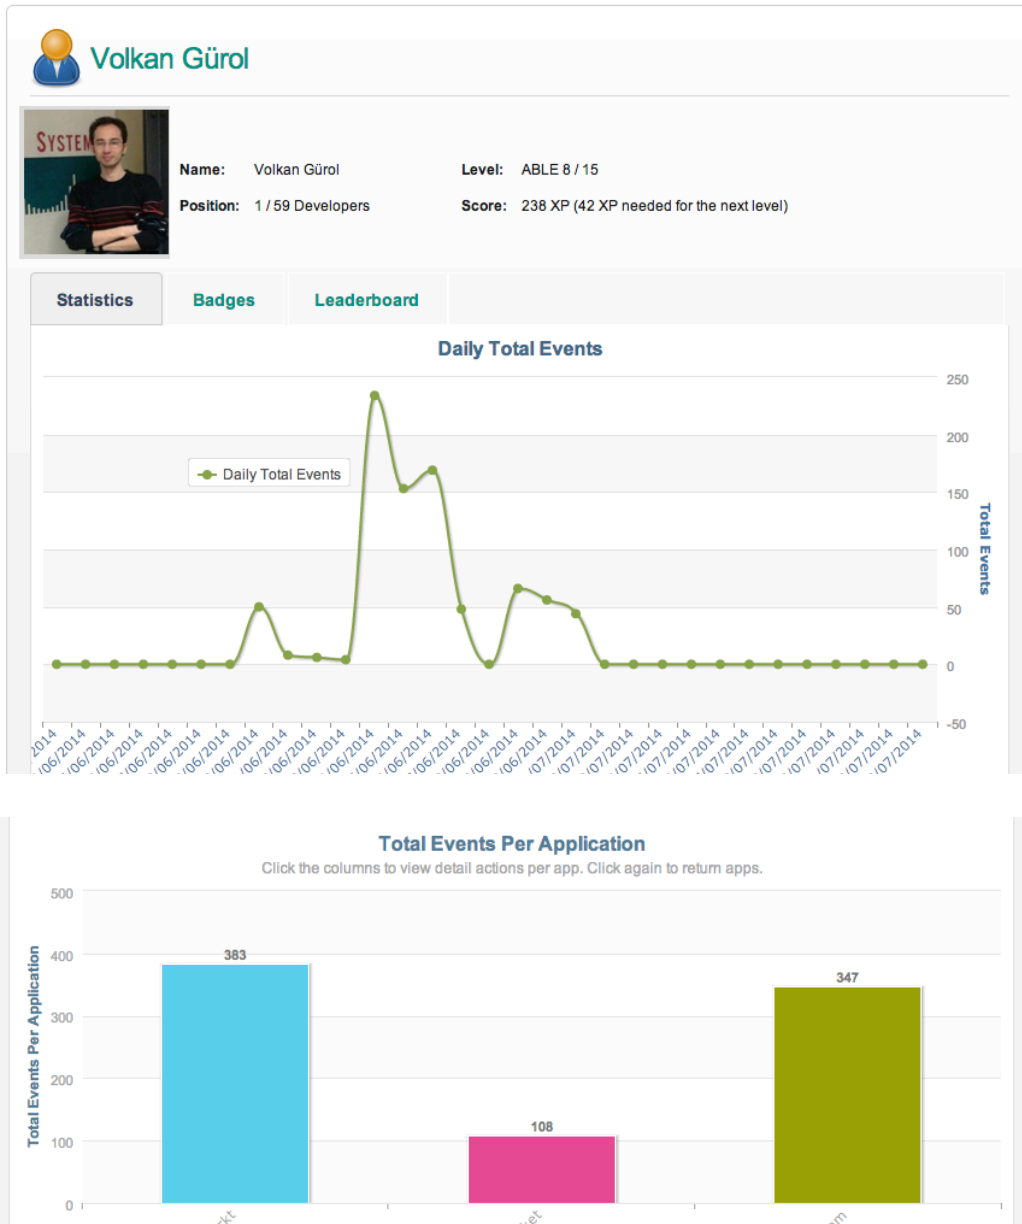 Volkan Gürol
SYSTEM
Name: Volkan Gürol
Level: ABLE 8 / 15
Position: 1 / 59 Developers
Score: 238 XP (42 XP needed for the next level)
Statistics
Badges
Leaderboard
Daily Total Events
250
200
150
100
50
0
-50
Total Events
Daily Total Events
Total Events Per Application
Click the columns to view detail actions per app. Click again to return apps.
500
400
300
200
100
0
Total Events Per Application
383
108
347